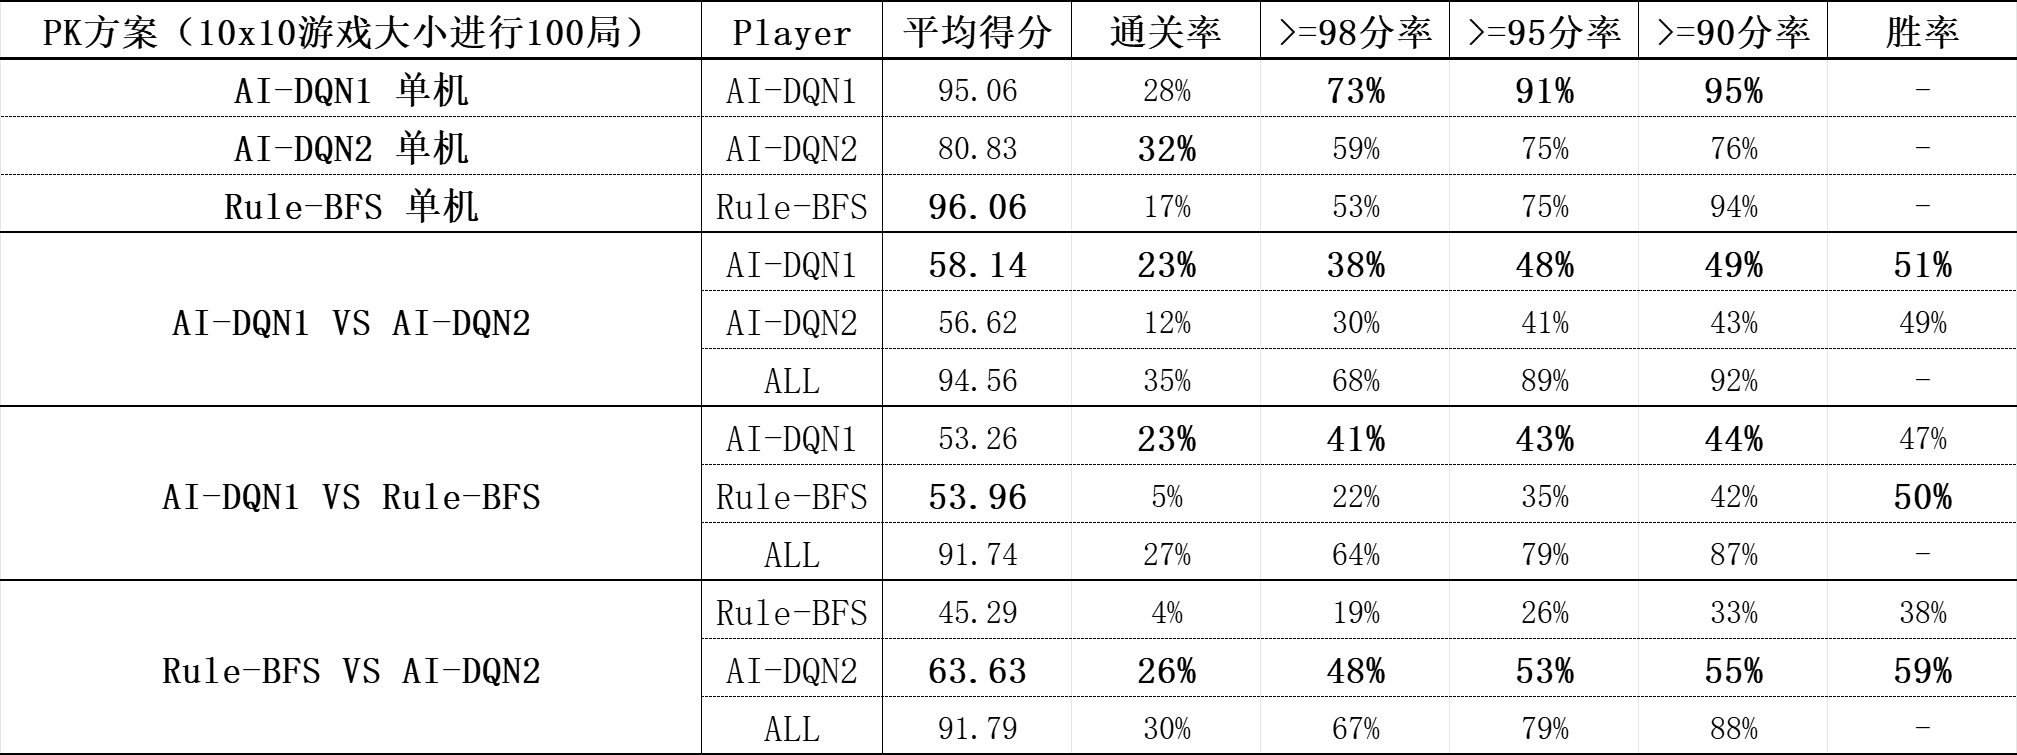 PK方案（10x10游戏大小进行100局） Player 平均得分 通关率 >=98分率 >=95分率 >=90分率 胜率
AI-DQN1 单机 AI-DQN1 95.06 28% 73% 91% 95% -
AI-DQN2 单机 AI-DQN2 80.83 32% 59% 75% 76% -
Rule-BFS 单机 Rule-BFS 96.06 17% 53% 75% 94% -
AI-DQN1 58.14 23% 38% 48% 49% 51%
AI-DQN1 VS AI-DQN2 AI-DQN2 56.62 12% 30% 41% 43% 49%
ALL 94.56 35% 68% 89% 92% -
AI-DQN1 53.26 23% 41% 43% 44% 47%
AI-DQN1 VS Rule-BFS Rule-BFS 53.96 5% 22% 35% 42% 50%
ALL 91.74 27% 64% 79% 87% -
Rule-BFS 45.29 4% 19% 26% 33% 38%
Rule-BFS VS AI-DQN2 AI-DQN2 63.63 26% 48% 53% 55% 59%
ALL 91.79 30% 67% 79% 88% -